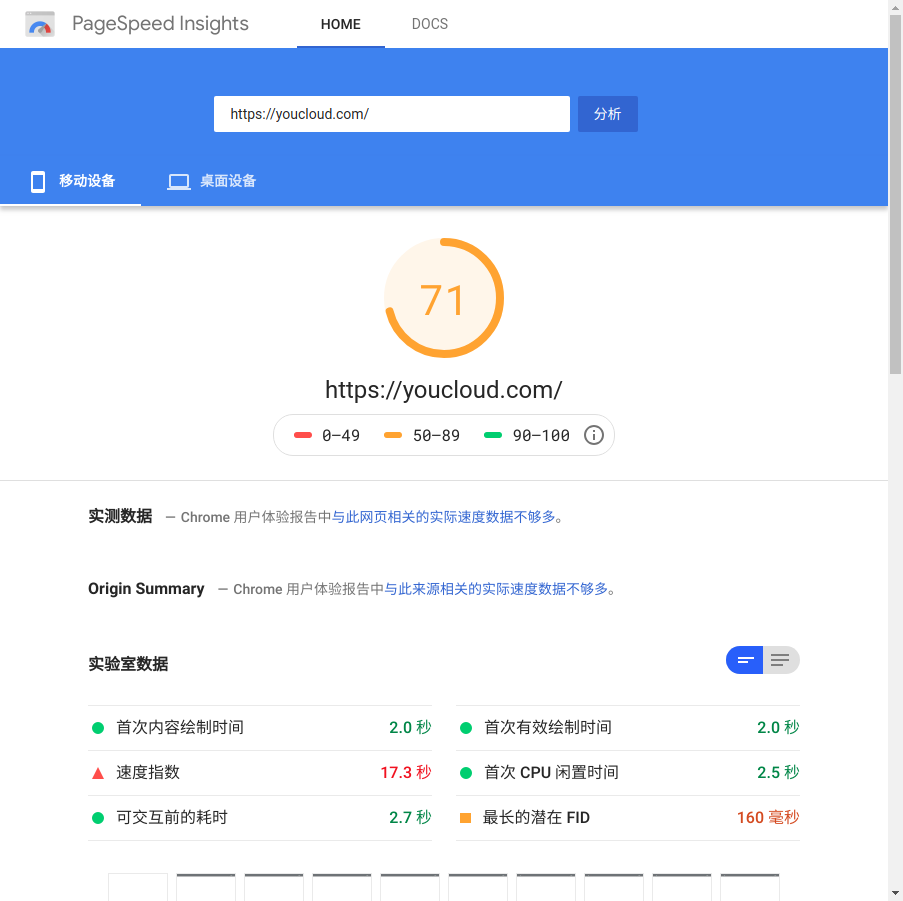 PageSpeed Insights HOME DOCS
https://youcloud.com/ 分析
移动设备 桌面设备
71
https://youcloud.com/
0–49 50–89 90–100
实测数据 — Chrome 用户体验报告中与此网页相关的实际速度数据不够多。
Origin Summary — Chrome 用户体验报告中与此来源相关的实际速度数据不够多。
实验室数据
首次内容绘制时间 2.0 秒 首次有效绘制时间 2.0 秒
速度指数 17.3 秒 首次 CPU 闲置时间 2.5 秒
可交互前的耗时 2.7 秒 最长的潜在 FID 160 毫秒